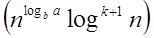 (n^{log_b a} log^{k+1} n)